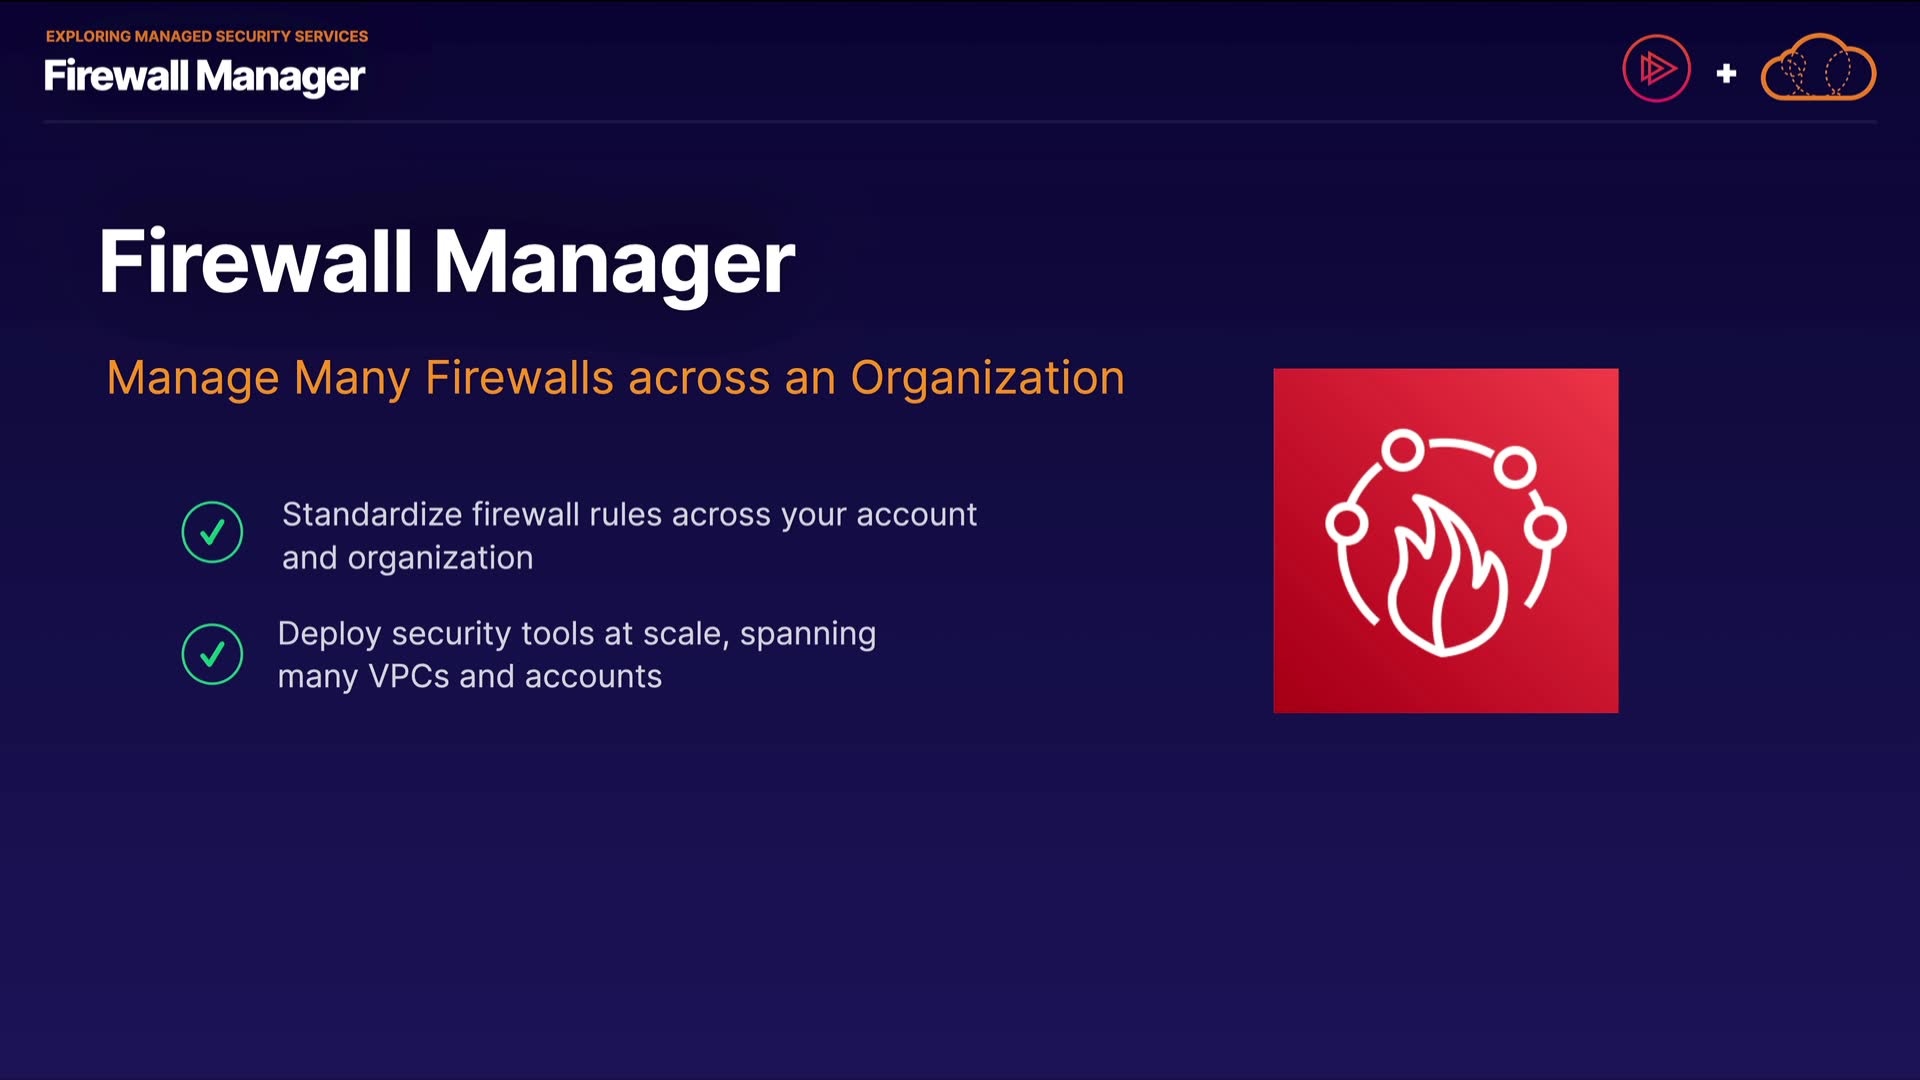 EXPLORING MANAGED SECURITY SERVICES
Firewall Manager
Firewall Manager
Manage Many Firewalls across an Organization
Standardize firewall rules across your account
and organization
Deploy security tools at scale, spanning
many VPCs and accounts